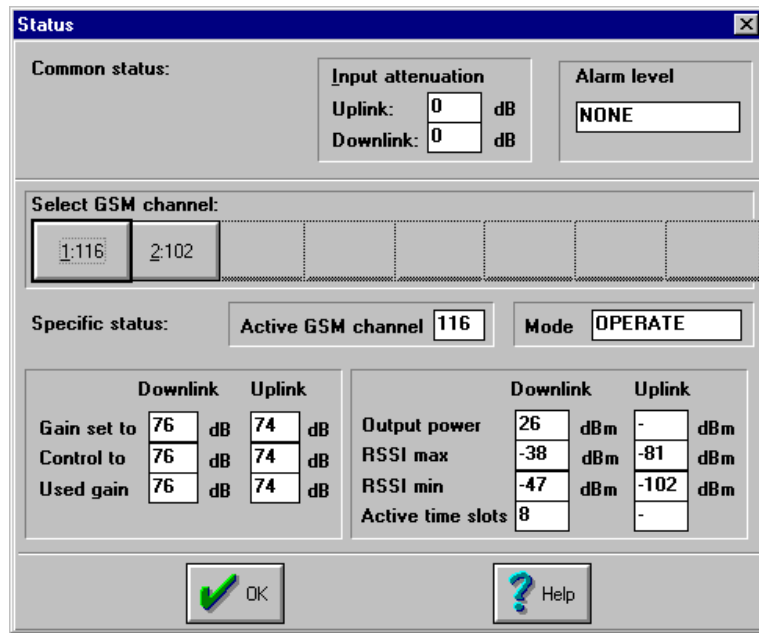 Status
Common status:
Input attenuation
Uplink: 0 dB
Downlink: 0 dB
Alarm level
NONE
Select GSM channel:
1:116 2:102
Specific status:
Active GSM channel 116
Mode OPERATE
Downlink Uplink
Gain set to 76 dB 74 dB
Control to 76 dB 74 dB
Used gain 76 dB 74 dB
Downlink Uplink
Output power 26 dBm - dBm
RSSI max -38 dBm -81 dBm
RSSI min -47 dBm -102 dBm
Active time slots 8 -
OK
Help